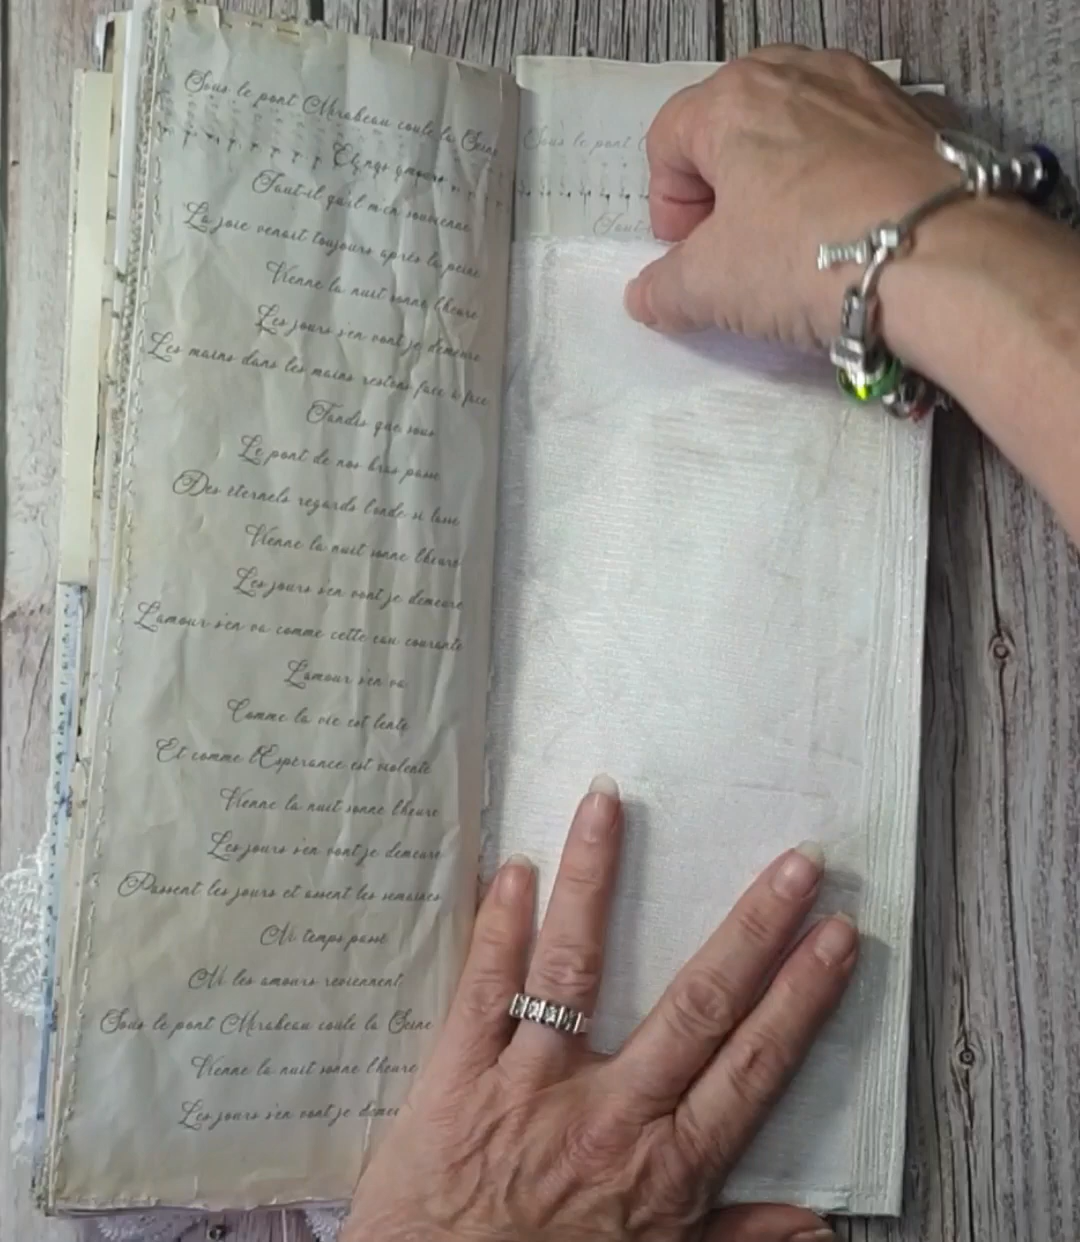 Sous le pont Mirabeau coule la Seine
Et nos amours
Faut-il qu'il m'en souvienne
La joie venait toujours après la peine
Vienne la nuit sonne l'heure
Les jours s'en vont je demeure
Les mains dans les mains restons face à face
Tandis que sous
Le pont de nos bras passe
Des éternels regards l'onde si lasse
Vienne la nuit sonne l'heure
Les jours s'en vont je demeure
L'amour s'en va comme cette eau courante
L'amour s'en va
Comme la vie est lente
Et comme l'Espérance est violente
Vienne la nuit sonne l'heure
Les jours s'en vont je demeure
Passent les jours et assent les semaines
Ni temps passé
Ni les amours reviennent
Sous le pont Mirabeau coule la Seine
Vienne la nuit sonne l'heure
Les jours s'en vont je
Sous le pont